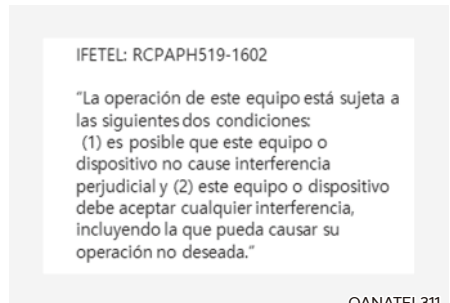 IFETEL: RCPAPH519-1602
“La operación de este equipo está sujeta a
las siguientes dos condiciones:
(1) es posible que este equipo o
dispositivo no cause interferencia
perjudicial y (2) este equipo o dispositivo
debe aceptar cualquier interferencia,
incluyendo la que pueda causar su
operación no deseada.”
OANATEL311